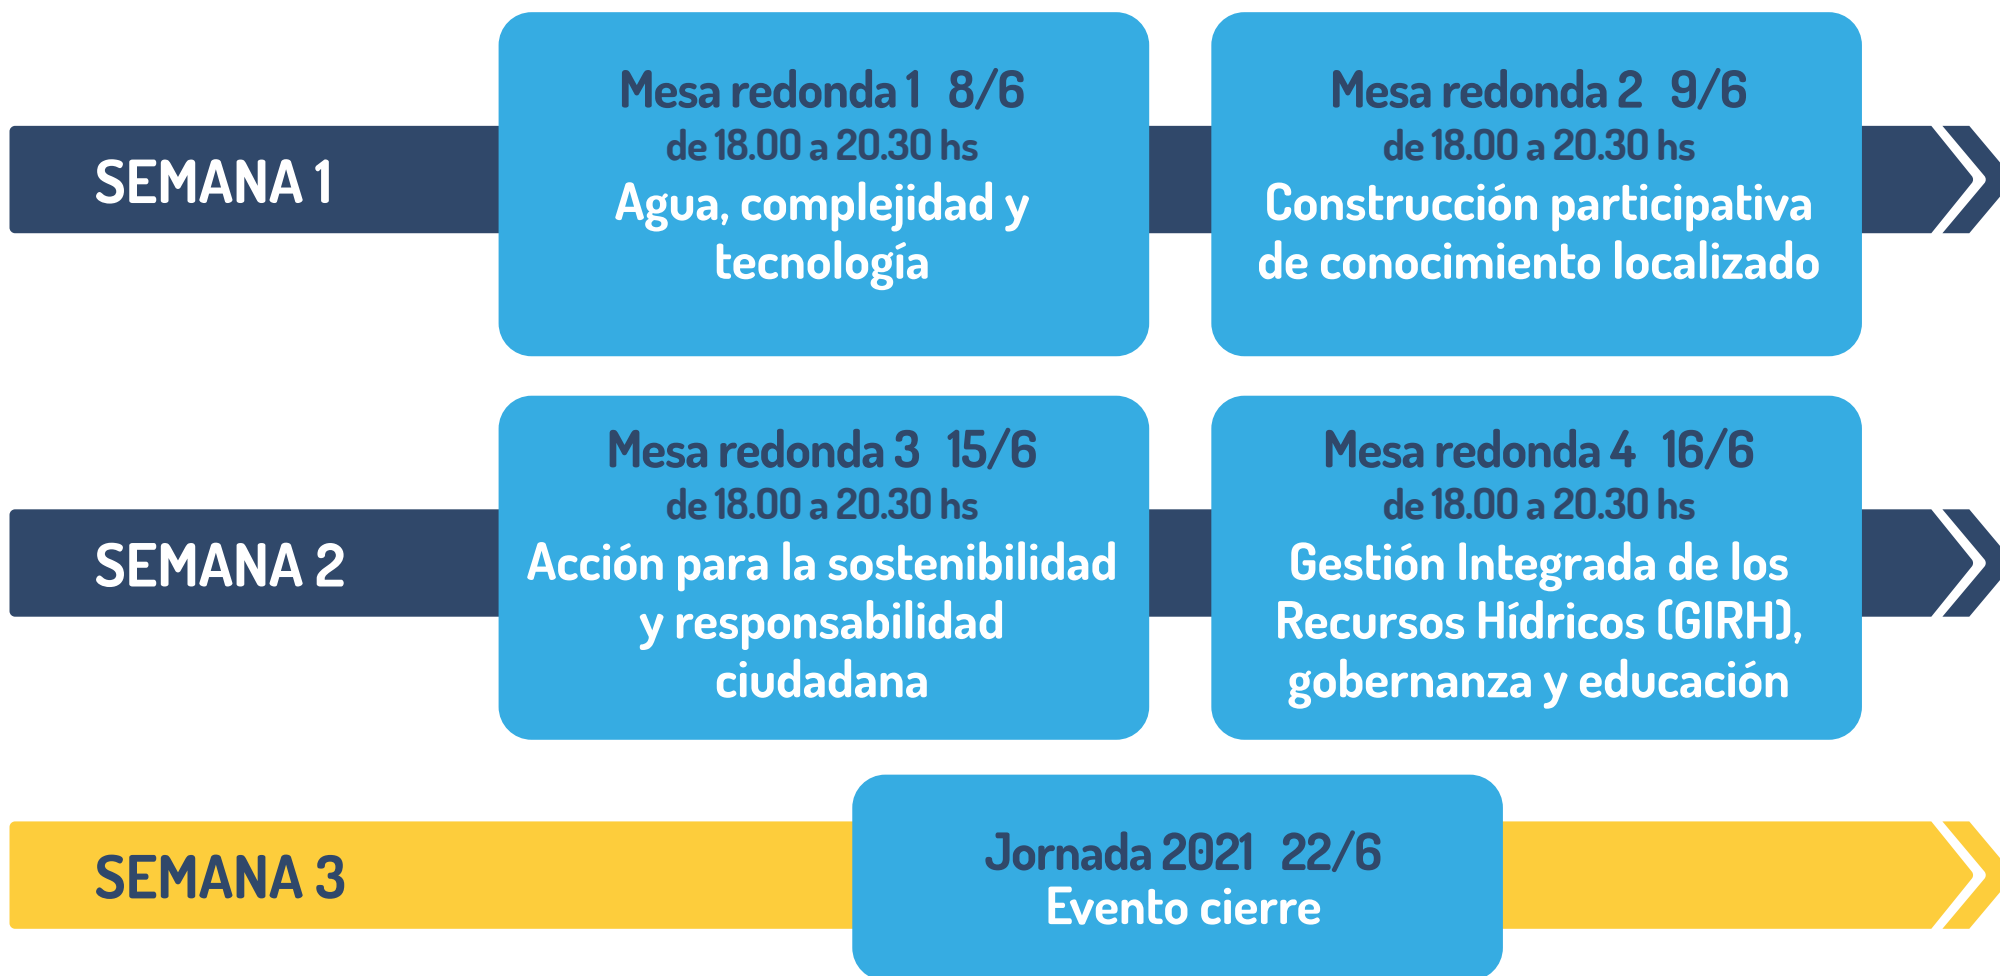 SEMANA 1
Mesa redonda 1 8/6
de 18.00 a 20.30 hs
Agua, complejidad y
tecnología
Mesa redonda 2 9/6
de 18.00 a 20.30 hs
Construcción participativa
de conocimiento localizado
SEMANA 2
Mesa redonda 3 15/6
de 18.00 a 20.30 hs
Acción para la sostenibilidad
y responsabilidad
ciudadana
Mesa redonda 4 16/6
de 18.00 a 20.30 hs
Gestión Integrada de los
Recursos Hídricos (GIRH),
gobernanza y educación
SEMANA 3
Jornada 2021 22/6
Evento cierre